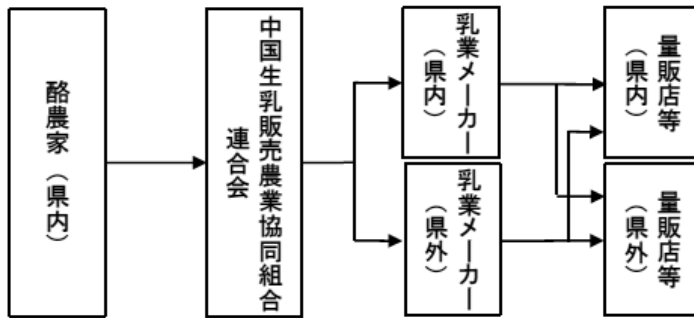 酪農家（県内）
中国生乳販売農業協同組合
連合会
乳業メーカー
（県内）
乳業メーカー
（県外）
量販店等
（県内）
量販店等
（県外）